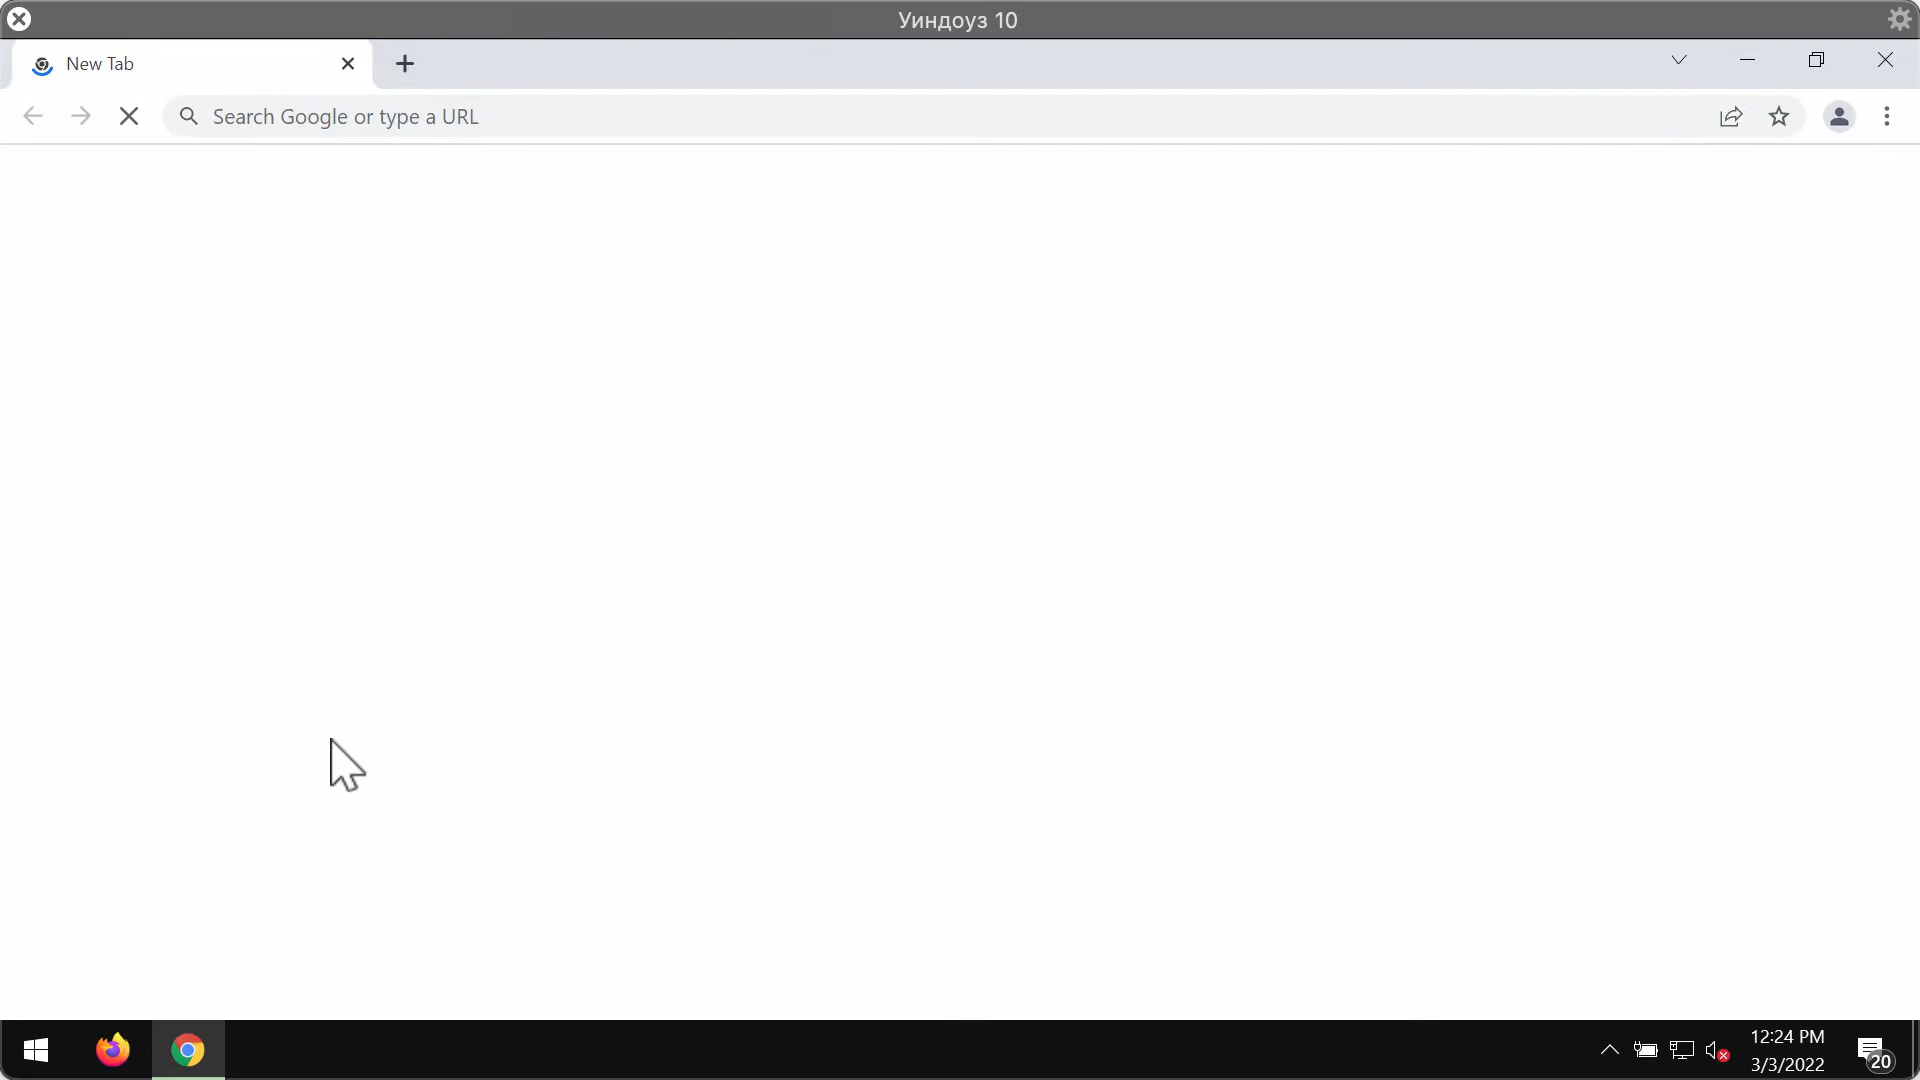 Уиндоуз 10
New Tab
Search Google or type a URL
12:24 PM
3/3/2022
20